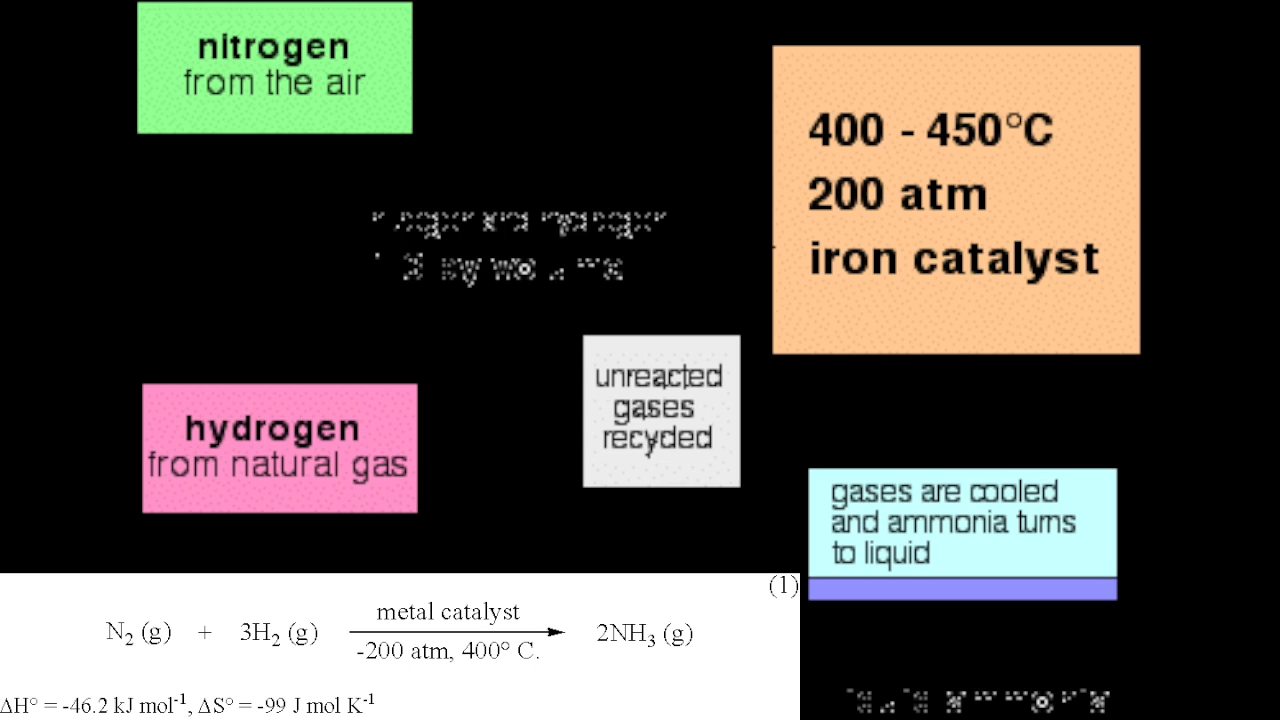 nitrogen
from the air
400 - 450°C
200 atm
iron catalyst
unreacted
gases
recycled
hydrogen
from natural gas
gases are cooled
and ammonia turns
to liquid
(1)
N₂ (g) + 3H₂ (g) metal catalyst 2NH₃ (g)
-200 atm, 400° C.
ΔH° = -46.2 kJ mol⁻¹, ΔS° = -99 J mol K⁻¹